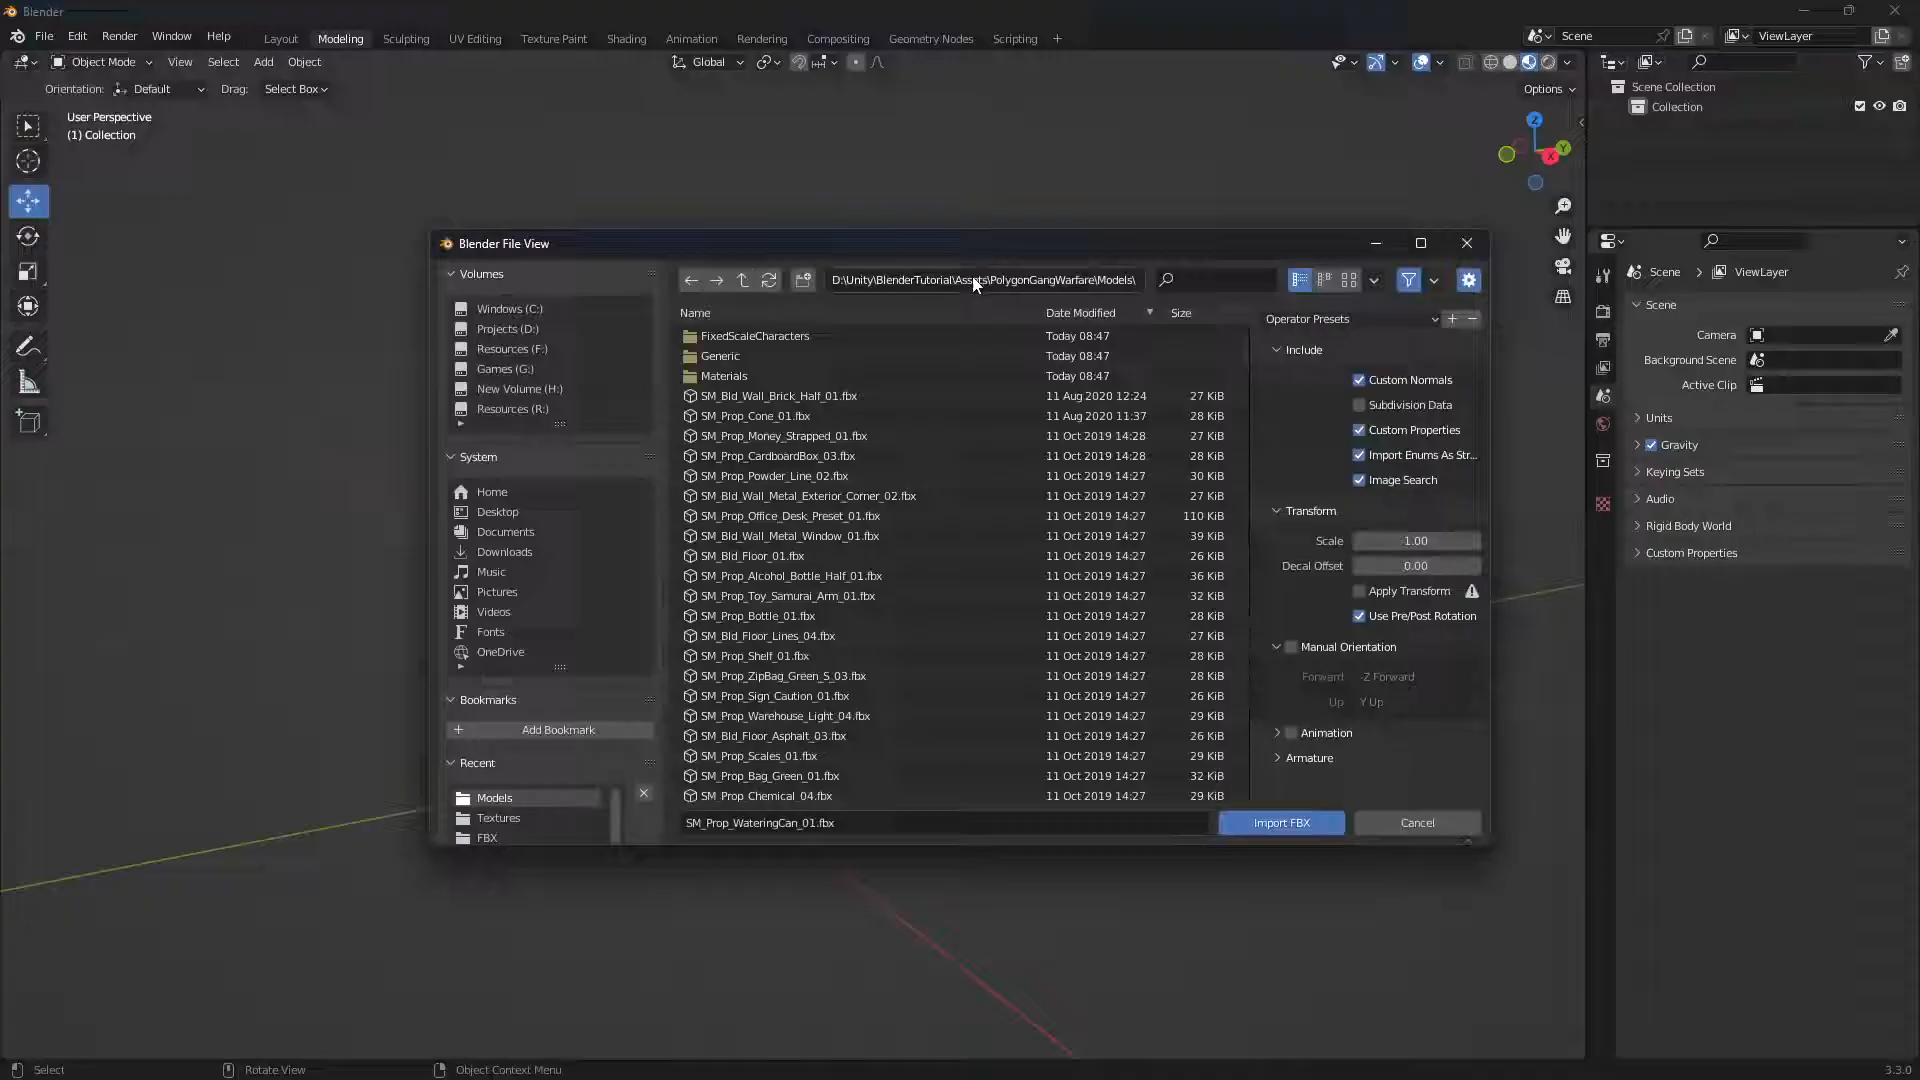 Blender
File Edit Render Window Help
Layout Modeling Sculpting UV Editing Texture Paint Shading Animation Rendering Compositing Geometry Nodes Scripting +
Scene
ViewLayer
Object Mode View Select Add Object
Global
Orientation: Default Drag: Select Box
Options
User Perspective
(1) Collection
Z
Y
X
Scene Collection
Collection
Scene > ViewLayer
Scene
Camera
Background Scene
Active Clip
Units
Gravity
Keying Sets
Audio
Rigid Body World
Custom Properties
Blender File View
Volumes
Windows (C:)
Projects (D:)
Resources (F:)
Games (G:)
New Volume (H:)
Resources (R:)
System
Home
Desktop
Documents
Downloads
Music
Pictures
Videos
Fonts
OneDrive
Bookmarks
+ Add Bookmark
Recent
Models
Textures
FBX
D:\Unity\BlenderTutorial\Assets\PolygonGangWarfare\Models\
Name Date Modified Size
FixedScaleCharacters Today 08:47
Generic Today 08:47
Materials Today 08:47
SM_Bld_Wall_Brick_Half_01.fbx 11 Aug 2020 12:24 27 KiB
SM_Prop_Cone_01.fbx 11 Aug 2020 11:37 28 KiB
SM_Prop_Money_Strapped_01.fbx 11 Oct 2019 14:28 27 KiB
SM_Prop_CardboardBox_03.fbx 11 Oct 2019 14:28 28 KiB
SM_Prop_Powder_Line_02.fbx 11 Oct 2019 14:27 30 KiB
SM_Bld_Wall_Metal_Exterior_Corner_02.fbx 11 Oct 2019 14:27 27 KiB
SM_Prop_Office_Desk_Preset_01.fbx 11 Oct 2019 14:27 110 KiB
SM_Bld_Wall_Metal_Window_01.fbx 11 Oct 2019 14:27 39 KiB
SM_Bld_Floor_01.fbx 11 Oct 2019 14:27 26 KiB
SM_Prop_Alcohol_Bottle_Half_01.fbx 11 Oct 2019 14:27 36 KiB
SM_Prop_Toy_Samurai_Arm_01.fbx 11 Oct 2019 14:27 32 KiB
SM_Prop_Bottle_01.fbx 11 Oct 2019 14:27 28 KiB
SM_Bld_Floor_Lines_04.fbx 11 Oct 2019 14:27 27 KiB
SM_Prop_Shelf_01.fbx 11 Oct 2019 14:27 28 KiB
SM_Prop_ZipBag_Green_S_03.fbx 11 Oct 2019 14:27 28 KiB
SM_Prop_Sign_Caution_01.fbx 11 Oct 2019 14:27 26 KiB
SM_Prop_Warehouse_Light_04.fbx 11 Oct 2019 14:27 29 KiB
SM_Bld_Floor_Asphalt_03.fbx 11 Oct 2019 14:27 26 KiB
SM_Prop_Scales_01.fbx 11 Oct 2019 14:27 29 KiB
SM_Prop_Bag_Green_01.fbx 11 Oct 2019 14:27 32 KiB
SM_Prop_Chemical_04.fbx 11 Oct 2019 14:27 29 KiB
SM_Prop_WateringCan_01.fbx
Import FBX Cancel
Operator Presets + −
Include
Custom Normals
Subdivision Data
Custom Properties
Import Enums As Str...
Image Search
Transform
Scale 1.00
Decal Offset 0.00
Apply Transform
Use Pre/Post Rotation
Manual Orientation
Forward -Z Forward
Up Y Up
Animation
Armature
Select Rotate View Object Context Menu
3.3.0